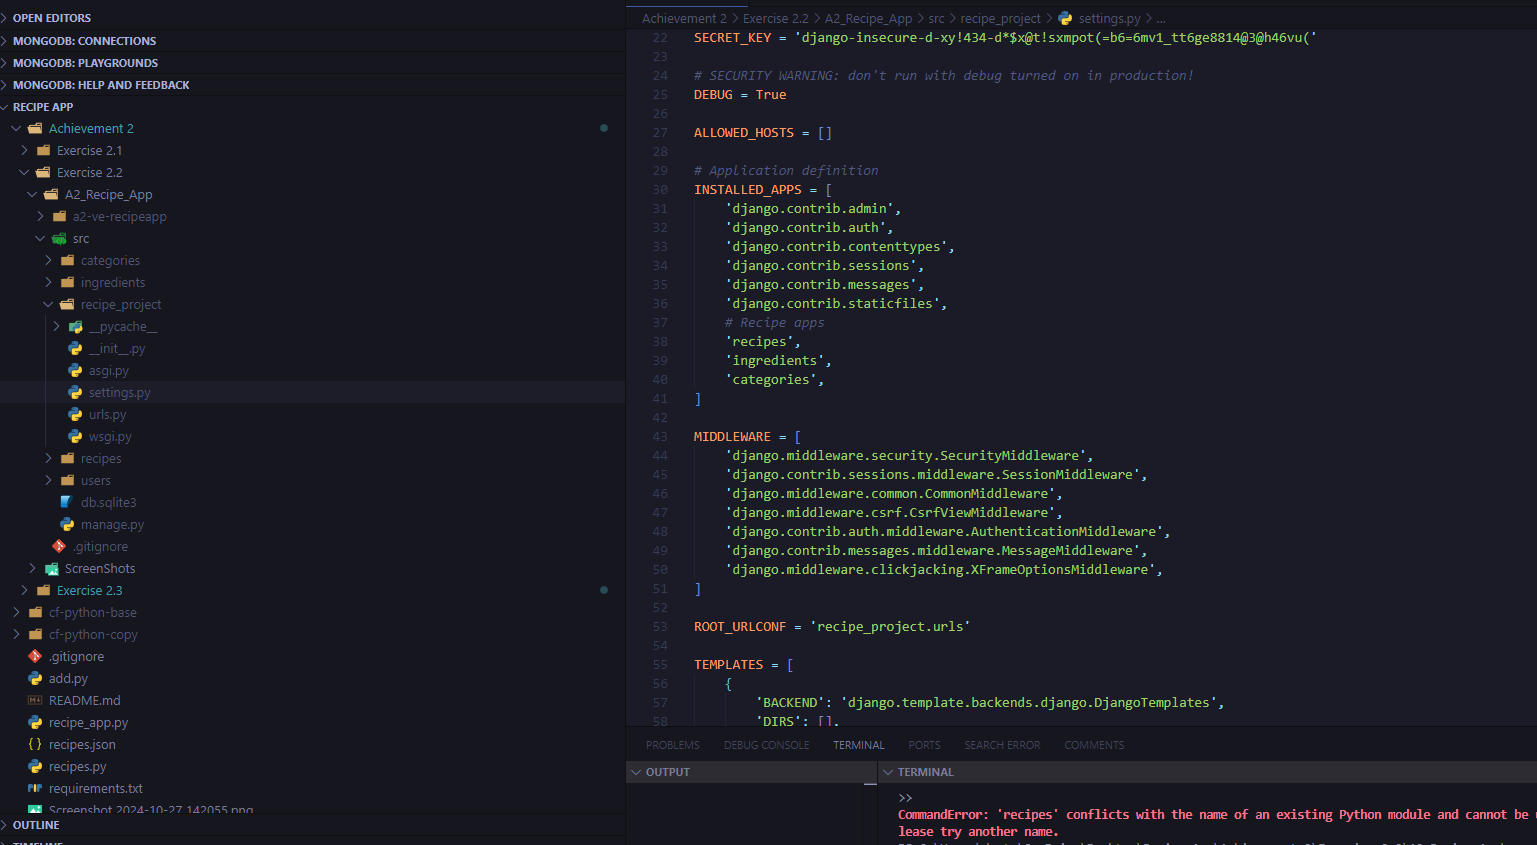 OPEN EDITORS
MONGODB: CONNECTIONS
MONGODB: PLAYGROUNDS
MONGODB: HELP AND FEEDBACK
RECIPE APP
Achievement 2
Exercise 2.1
Exercise 2.2
A2_Recipe_App
a2-ve-recipeapp
src
categories
ingredients
recipe_project
__pycache__
__init__.py
asgi.py
settings.py
urls.py
wsgi.py
recipes
users
db.sqlite3
manage.py
.gitignore
ScreenShots
Exercise 2.3
cf-python-base
cf-python-copy
.gitignore
add.py
README.md
recipe_app.py
recipes.json
recipes.py
requirements.txt
Screenshot 2024-10-27 142055.png
OUTLINE
TIMELINE
Achievement 2 > Exercise 2.2 > A2_Recipe_App > src > recipe_project > settings.py > ...
22 SECRET_KEY = 'django-insecure-d-xy!434-d*$x@t!sxmpot(=b6=6mv1_tt6ge8814@3@h46vu('
23
24 # SECURITY WARNING: don't run with debug turned on in production!
25 DEBUG = True
26
27 ALLOWED_HOSTS = []
28
29 # Application definition
30 INSTALLED_APPS = [
31 'django.contrib.admin',
32 'django.contrib.auth',
33 'django.contrib.contenttypes',
34 'django.contrib.sessions',
35 'django.contrib.messages',
36 'django.contrib.staticfiles',
37 # Recipe apps
38 'recipes',
39 'ingredients',
40 'categories',
41 ]
42
43 MIDDLEWARE = [
44 'django.middleware.security.SecurityMiddleware',
45 'django.contrib.sessions.middleware.SessionMiddleware',
46 'django.middleware.common.CommonMiddleware',
47 'django.middleware.csrf.CsrfViewMiddleware',
48 'django.contrib.auth.middleware.AuthenticationMiddleware',
49 'django.contrib.messages.middleware.MessageMiddleware',
50 'django.middleware.clickjacking.XFrameOptionsMiddleware',
51 ]
52
53 ROOT_URLCONF = 'recipe_project.urls'
54
55 TEMPLATES = [
56 {
57 'BACKEND': 'django.template.backends.django.DjangoTemplates',
58 'DIRS': [],
PROBLEMS DEBUG CONSOLE TERMINAL PORTS SEARCH ERROR COMMENTS
OUTPUT
TERMINAL
>>
CommandError: 'recipes' conflicts with the name of an existing Python module and cannot be
lease try another name.